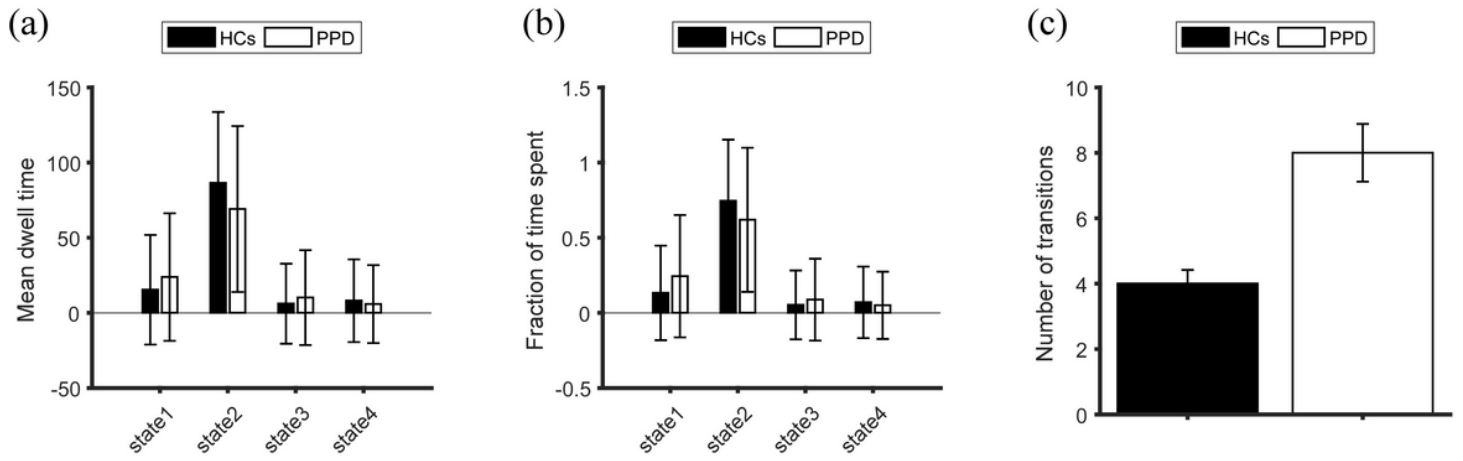 (a)
HCs PPD
Mean dwell time
150
100
50
0
-50
state1 state2 state3 state4
(b)
HCs PPD
Fraction of time spent
1.5
1
0.5
0
-0.5
state1 state2 state3 state4
(c)
HCs PPD
Number of transitions
10
8
6
4
2
0